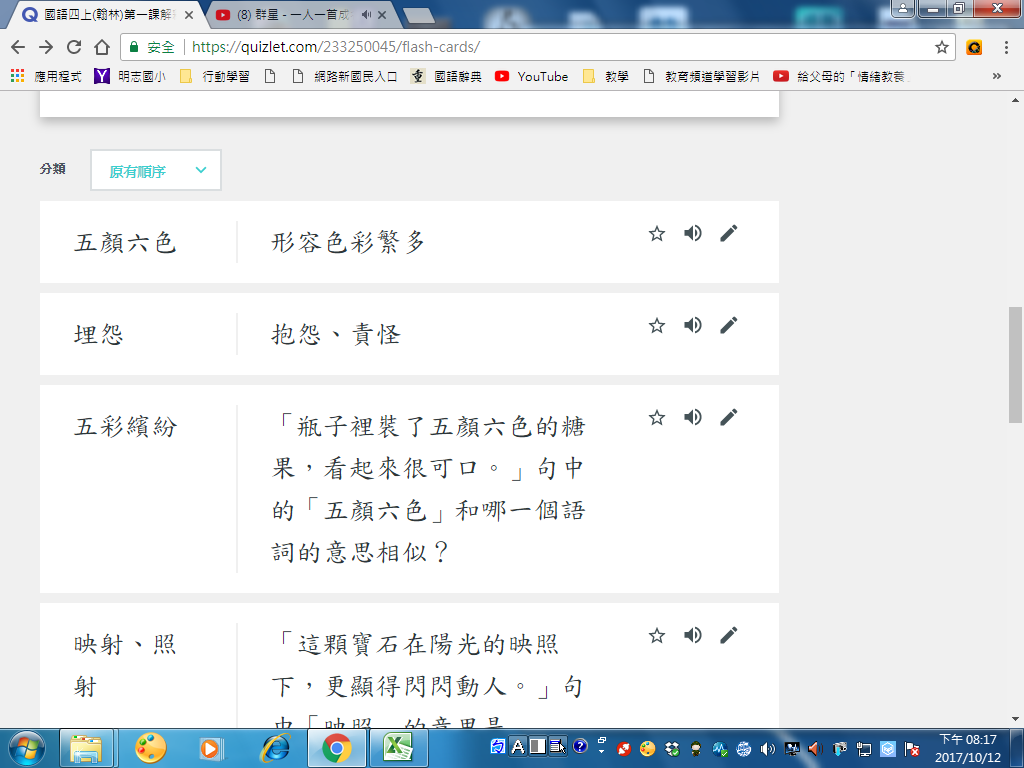 國語四上(翰林)第一課解
(8) 群星 - 一人一首成
安全 https://quizlet.com/233250045/flash-cards/
應用程式 明志國小 行動學習 網路新國民入口 國語辭典 YouTube 教學 教育頻道學習影片 給父母的「情緒教養
分類 原有順序
五顏六色 形容色彩繁多
埋怨 抱怨、責怪
五彩繽紛 「瓶子裡裝了五顏六色的糖
果，看起來很可口。」句中
的「五顏六色」和哪一個語
詞的意思相似？
映射、照 「這顆寶石在陽光的映照
射 下，更顯得閃閃動人。」句
中「映照」的意思是
下午 08:17
2017/10/12